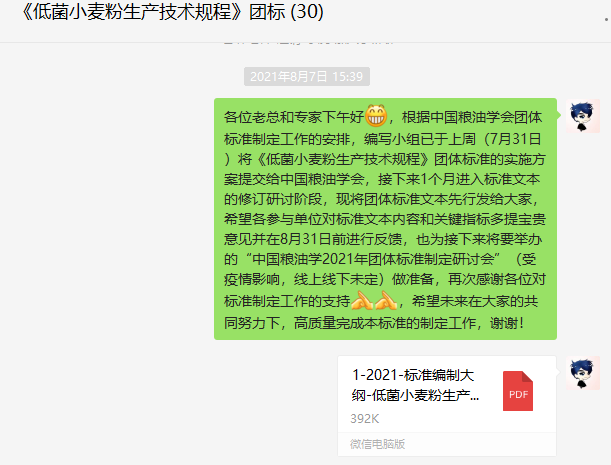 《低菌小麦粉生产技术规程》团标 (30)
2021年8月7日 15:39
各位老总和专家下午好，根据中国粮油学会团体
标准制定工作的安排，编写小组已于上周（7月31日
）将《低菌小麦粉生产技术规程》团体标准的实施方
案提交给中国粮油学会，接下来1个月进入标准文本
的修订研讨阶段，现将团体标准文本先行发给大家，
希望各参与单位对标准文本内容和关键指标多提宝贵
意见并在8月31日前进行反馈，也为接下来将要举办
的“中国粮油学2021年团体标准制定研讨会”（受
疫情影响，线上线下未定）做准备，再次感谢各位对
标准制定工作的支持，希望未来在大家的共
同努力下，高质量完成本标准的制定工作，谢谢！
1-2021-标准编制大
纲-低菌小麦粉生产...
PDF
392K
微信电脑版